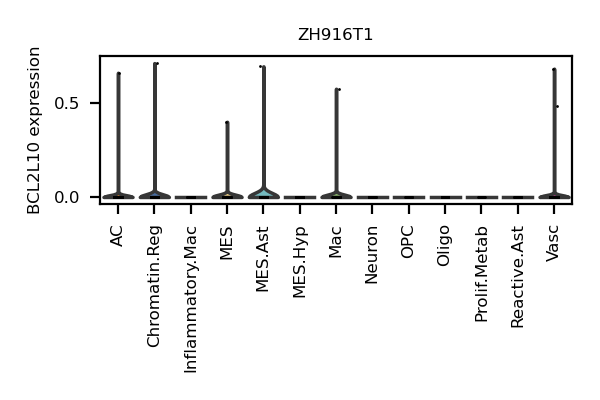 ZH916T1
BCL2L10 expression
0.5
0.0
AC
Chromatin.Reg
Inflammatory.Mac
MES
MES.Ast
MES.Hyp
Mac
Neuron
OPC
Oligo
Prolif.Metab
Reactive.Ast
Vasc